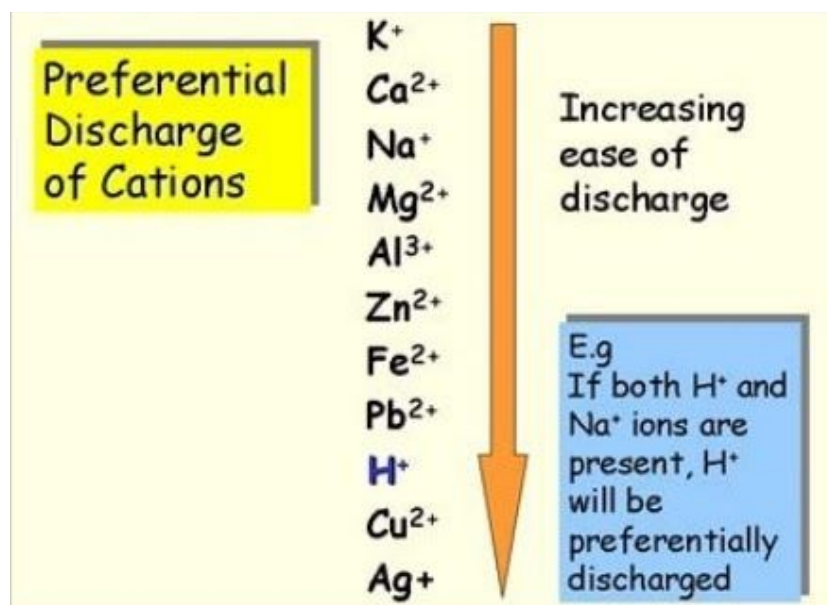 Preferential
Discharge
of Cations
K⁺
Ca²⁺
Na⁺
Mg²⁺
Al³⁺
Zn²⁺
Fe²⁺
Pb²⁺
H⁺
Cu²⁺
Ag+
Increasing
ease of
discharge
E.g
If both H⁺ and
Na⁺ ions are
present, H⁺
will be
preferentially
discharged